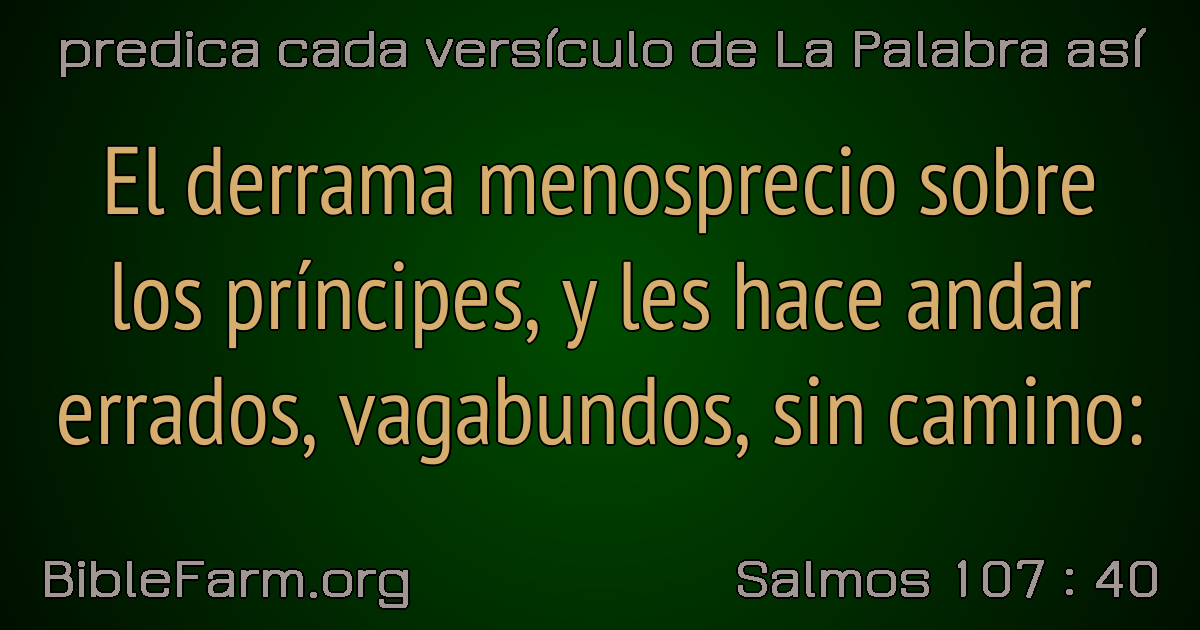 predica cada versículo de La Palabra así
El derrama menosprecio sobre
los príncipes, y les hace andar
errados, vagabundos, sin camino:
BibleFarm.org
Salmos 107 : 40